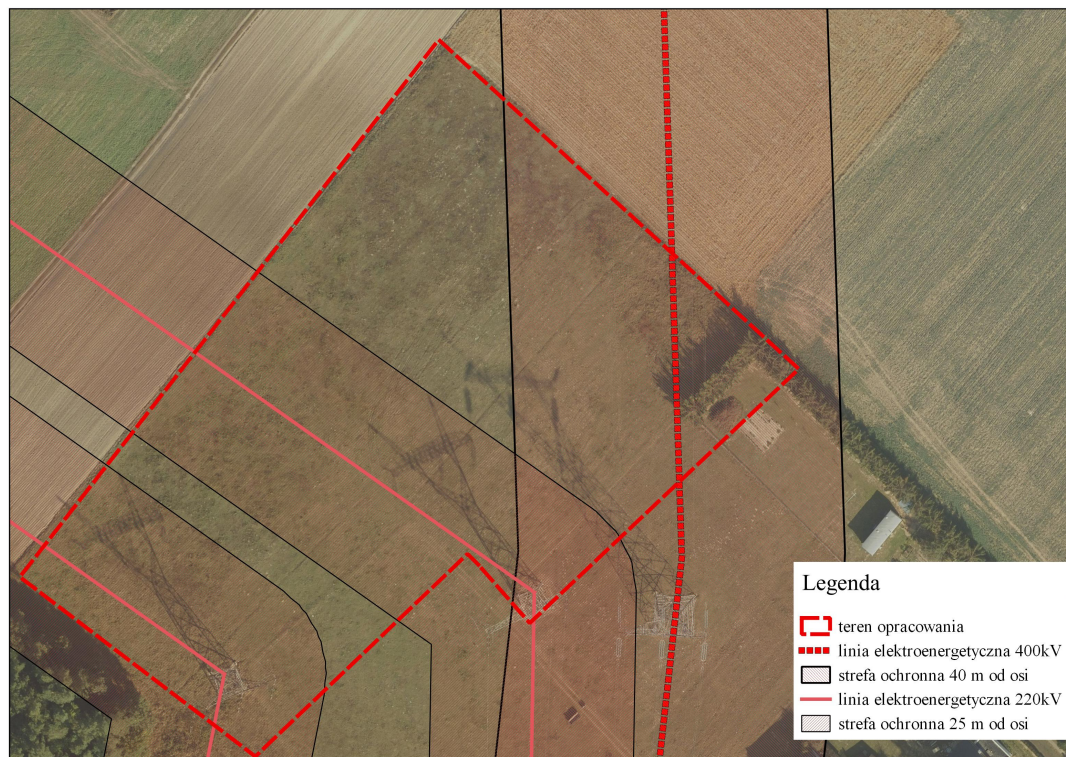 Legenda
teren opracowania
linia elektroenergetyczna 400kV
strefa ochronna 40 m od osi
linia elektroenergetyczna 220kV
strefa ochronna 25 m od osi